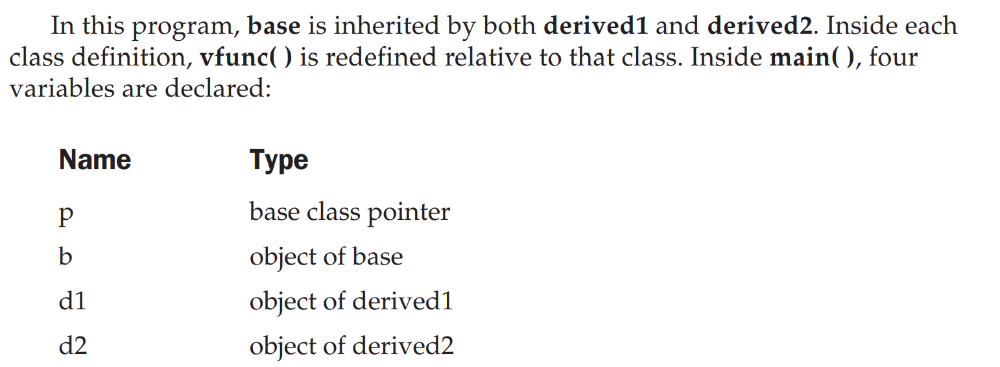 In this program, base is inherited by both derived1 and derived2. Inside each
class definition, vfunc( ) is redefined relative to that class. Inside main( ), four
variables are declared:
Name Type
p base class pointer
b object of base
d1 object of derived1
d2 object of derived2